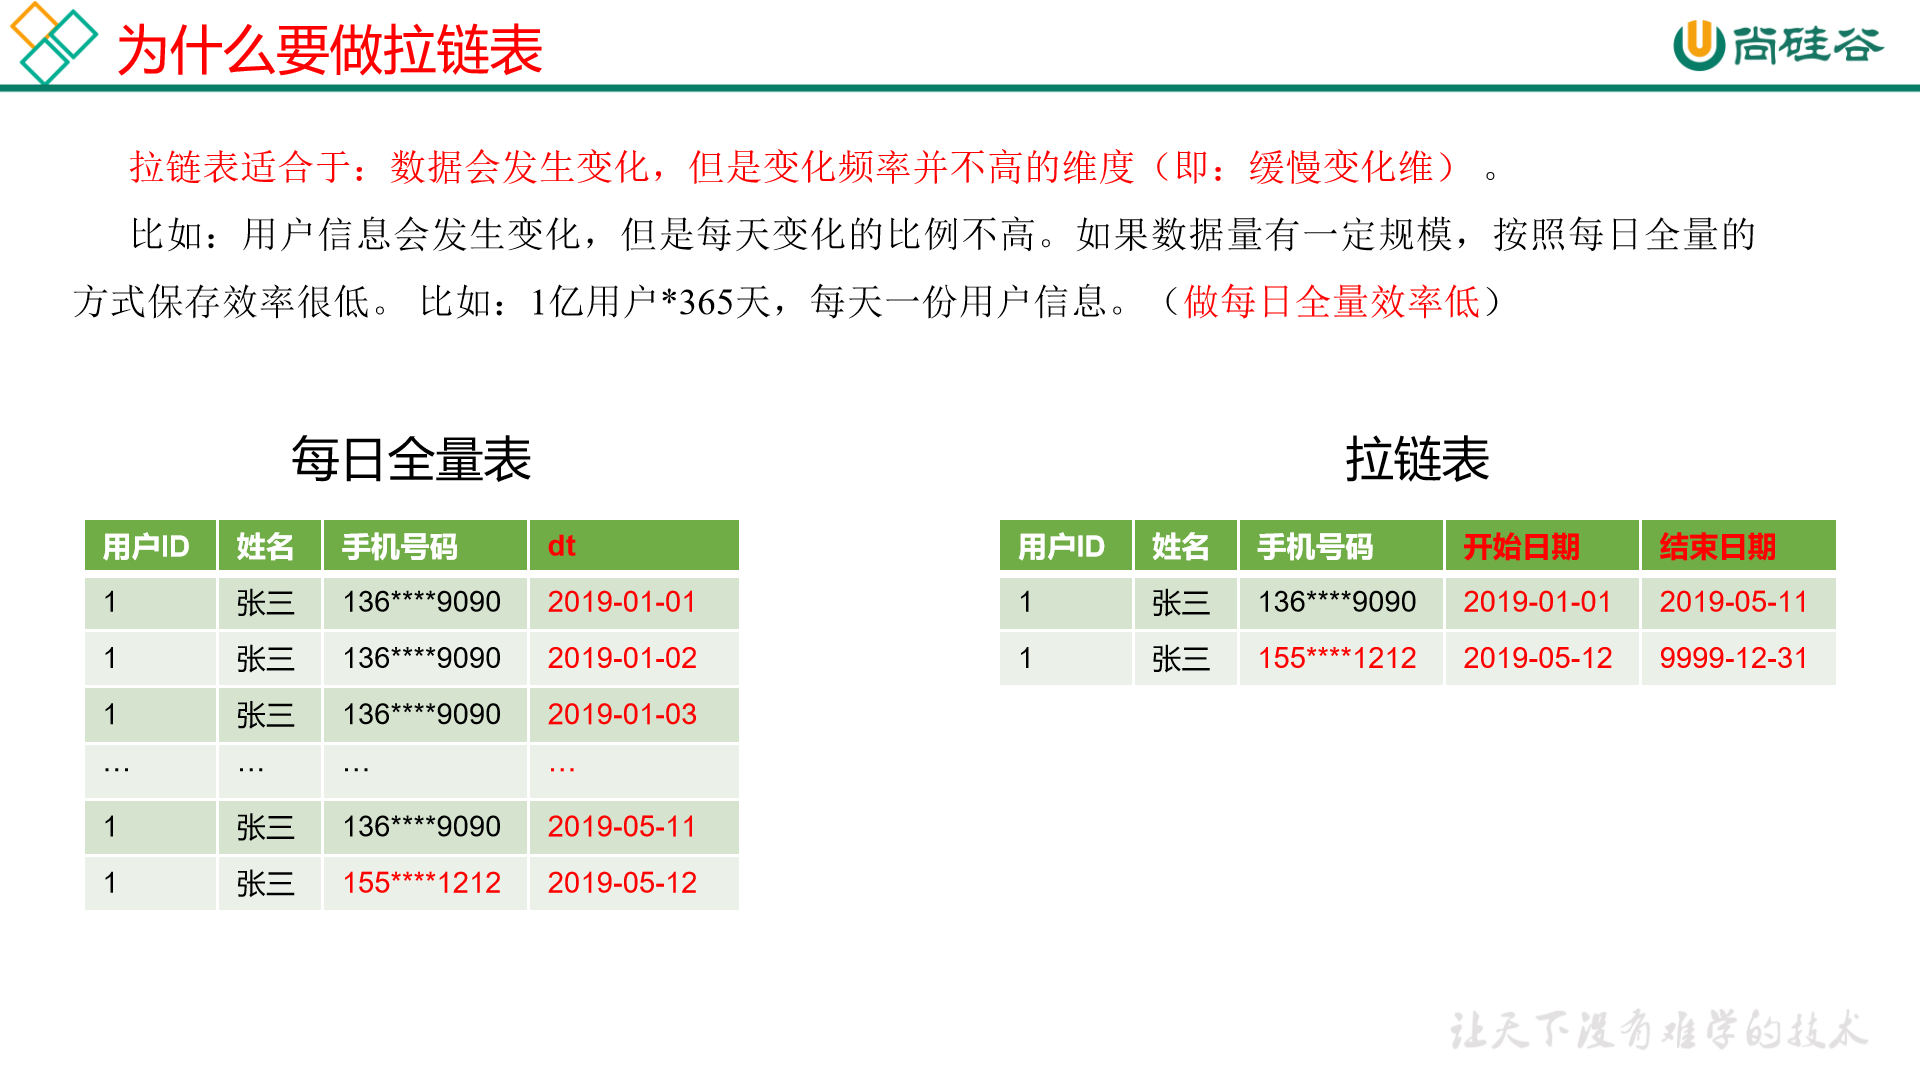 为什么要做拉链表
尚硅谷
拉链表适合于：数据会发生变化，但是变化频率并不高的维度（即：缓慢变化维）。
比如：用户信息会发生变化，但是每天变化的比例不高。如果数据量有一定规模，按照每日全量的
方式保存效率很低。 比如：1亿用户*365天，每天一份用户信息。（做每日全量效率低）
每日全量表
用户ID 姓名 手机号码 dt
1 张三 136****9090 2019-01-01
1 张三 136****9090 2019-01-02
1 张三 136****9090 2019-01-03
… … … …
1 张三 136****9090 2019-05-11
1 张三 155****1212 2019-05-12
拉链表
用户ID 姓名 手机号码 开始日期 结束日期
1 张三 136****9090 2019-01-01 2019-05-11
1 张三 155****1212 2019-05-12 9999-12-31
让天下没有难学的技术